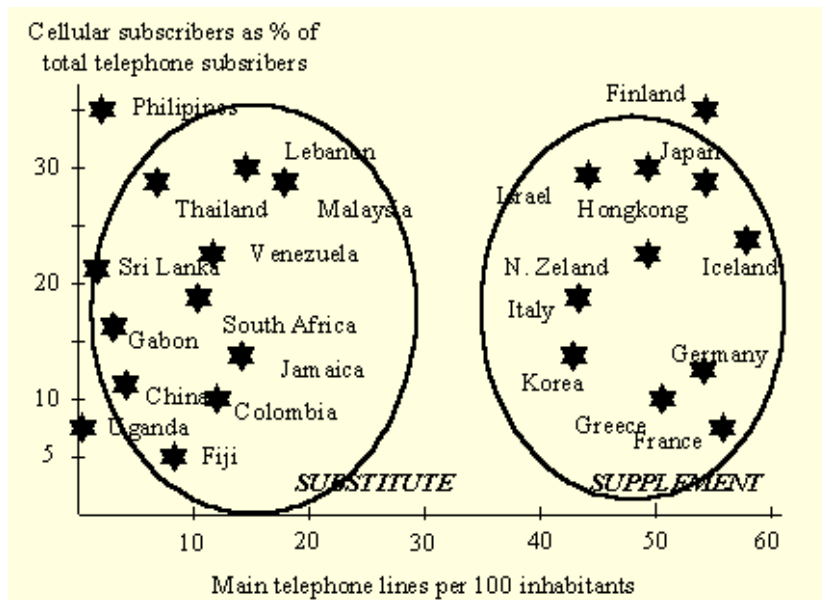 Cellular subscribers as % of
total telephone subsribers
Philipines
Finland
Lebanon
Japan
30
Thailand
Malaysia
Israel
Hongkong
Venezuela
Sri Lanka
N. Zeland
Iceland
20
South Africa
Italy
Gabon
Jamaica
Germany
China
Korea
10
Colombia
Uganda
Greece
France
5
Fiji
SUBSTITUTE
SUPPLEMENT
10
20
30
40
50
60
Main telephone lines per 100 inhabitants